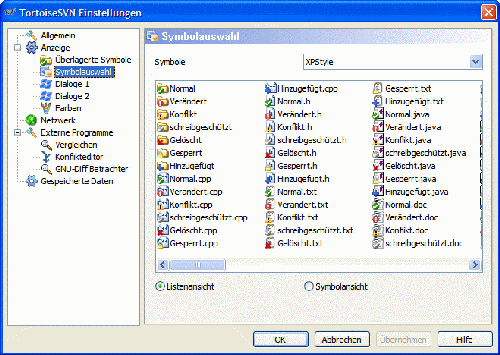 TortoiseSVN Einstellungen
Allgemein
Anzeige
Überlagerte Symbole
Symbolauswahl
Dialoge 1
Dialoge 2
Farben
Netzwerk
Externe Programme
Vergleichen
Konflikteditor
GNU-Diff Betrachter
Gespeicherte Daten
Symbolauswahl
Symbole
XPStyle
Normal
Verändert
Konflikt
schreibgeschützt
Gelöscht
Gesperrt
Hinzugefügt
Normal.cpp
Verändert.cpp
Konflikt.cpp
schreibgeschützt.cpp
Gelöscht.cpp
Gesperrt.cpp
Hinzugefügt.cpp
Normal.h
Verändert.h
Konflikt.h
schreibgeschützt.h
Gelöscht.h
Gesperrt.h
Hinzugefügt.h
Normal.txt
Verändert.txt
Konflikt.txt
schreibgeschützt.txt
Gelöscht.txt
Gesperrt.txt
Hinzugefügt.txt
Normal.java
Verändert.java
Konflikt.java
schreibgeschützt.java
Gelöscht.java
Gesperrt.java
Hinzugefügt.java
Normal.doc
Verändert.doc
Konflikt.doc
schreibgeschützt.doc
Listenansicht
Symbolansicht
OK
Abbrechen
Übernehmen
Hilfe